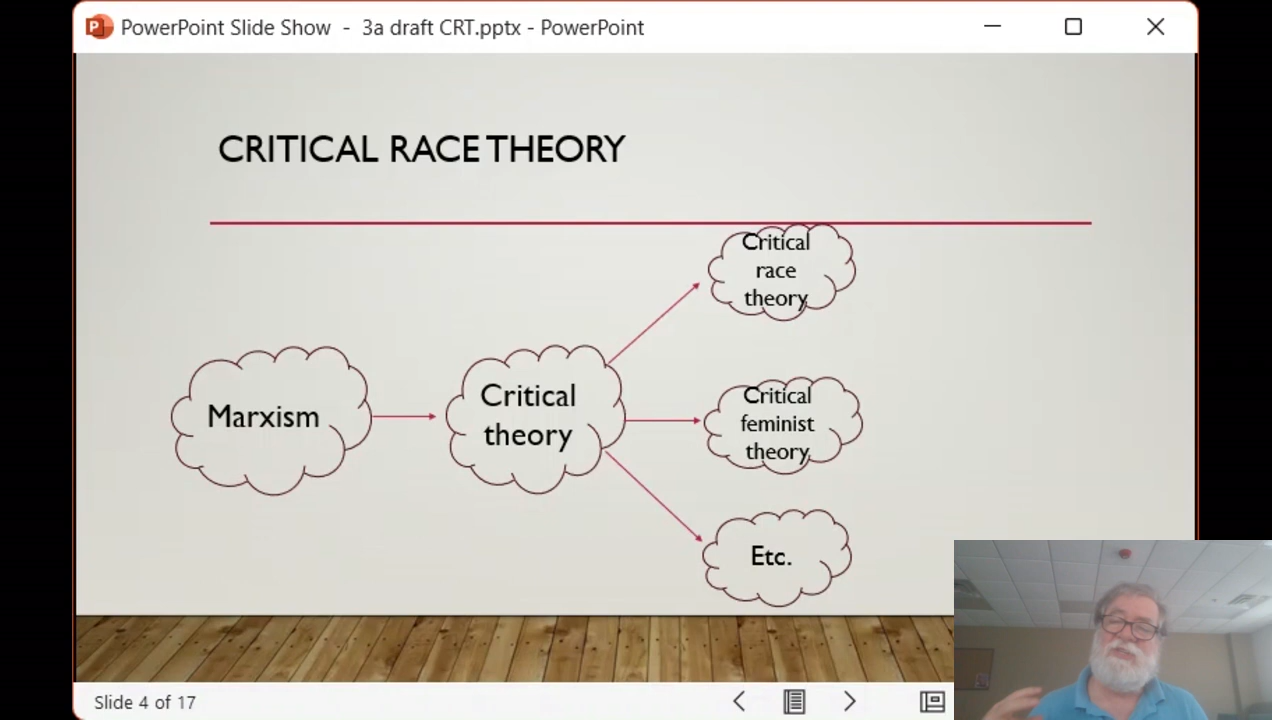 PowerPoint Slide Show - 3a draft CRT.pptx - PowerPoint
CRITICAL RACE THEORY
Critical
race
theory
Marxism
Critical
theory
Critical
feminist
theory
Etc.
Slide 4 of 17